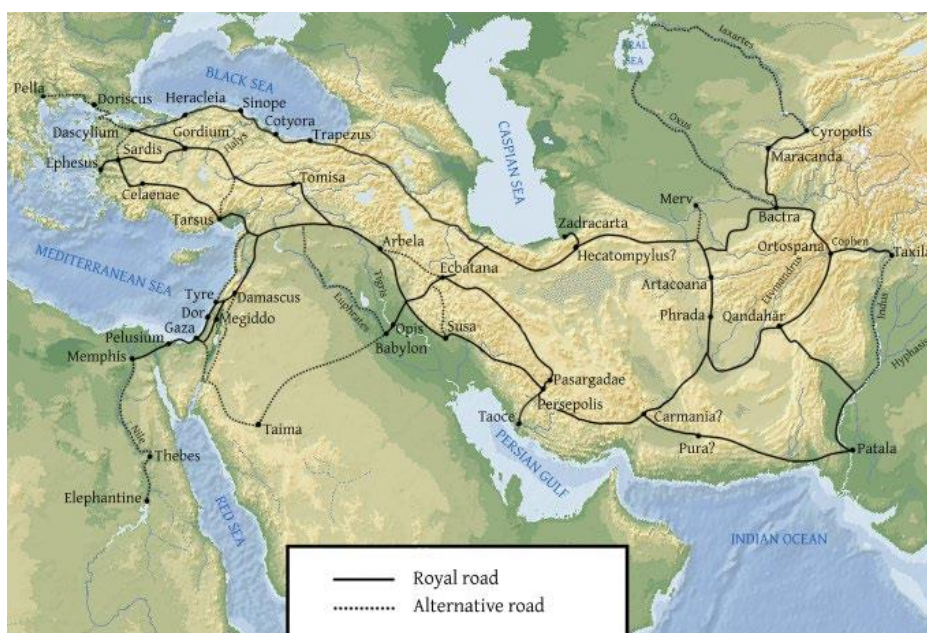 BLACK SEA
Pella
Doriscus
Heracleia
Sinope
Cotyora
Trapezus
Dascylium
Gordium
Halys
Sardis
Ephesus
Celaenae
Tomisa
Tarsus
CASPIAN SEA
ARAL
SEA
Iaxartes
Oxus
Cyropolis
Maracanda
Merv
Bactra
Zadracarta
Hecatompylus?
Ortospana
Cophen
Taxila
Arbela
Ecbatana
Artacoana
Etymandrus
MEDITERRANEAN SEA
Tyre
Damascus
Dor
Megiddo
Gaza
Pelusium
Memphis
Tigris
Euphrates
Opis
Babylon
Susa
Phrada
Qandahār
Indus
Hyphasis
Pasargadae
Persepolis
Taoce
Carmania?
Pura?
Patala
Taima
PERSIAN GULF
Nile
Thebes
Elephantine
RED SEA
INDIAN OCEAN
Royal road
Alternative road